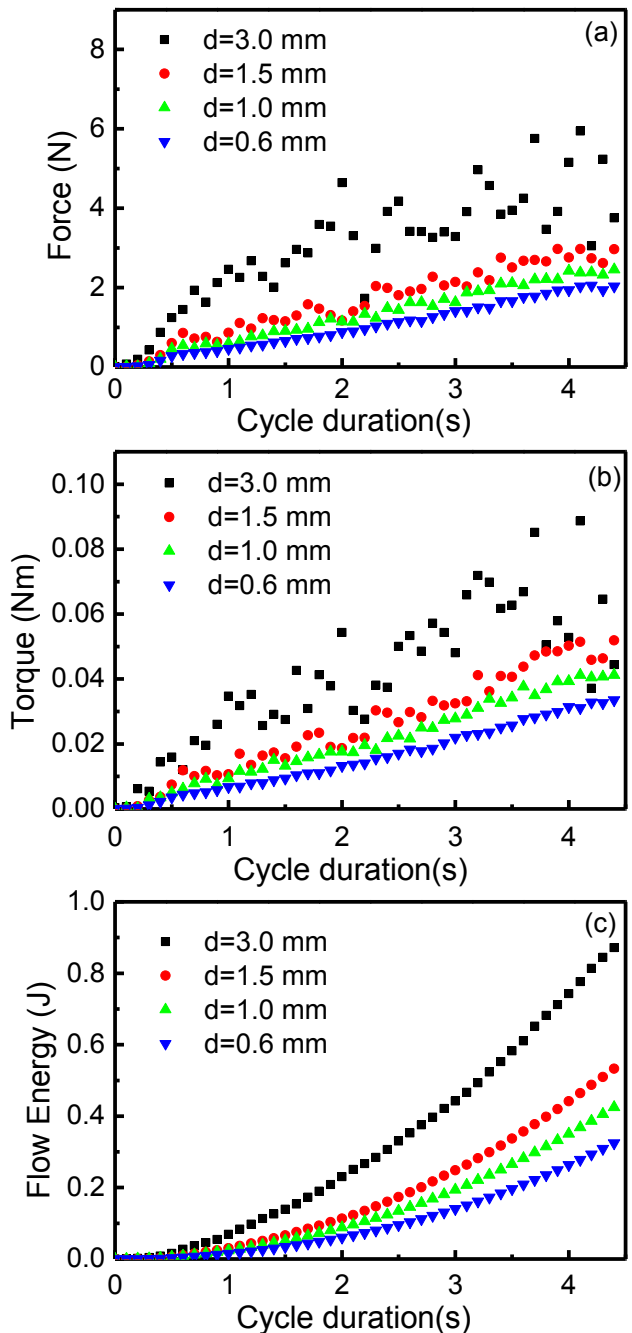 (a)
d=3.0 mm
d=1.5 mm
d=1.0 mm
d=0.6 mm
Force (N)
8
6
4
2
0
0 1 2 3 4
Cycle duration(s)
(b)
d=3.0 mm
d=1.5 mm
d=1.0 mm
d=0.6 mm
Torque (Nm)
0.10
0.08
0.06
0.04
0.02
0.00
0 1 2 3 4
Cycle duration(s)
(c)
d=3.0 mm
d=1.5 mm
d=1.0 mm
d=0.6 mm
Flow Energy (J)
1.0
0.8
0.6
0.4
0.2
0.0
0 1 2 3 4
Cycle duration(s)